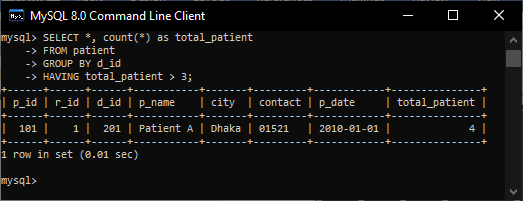 MySQL 8.0 Command Line Client
mysql> SELECT *, count(*) as total_patient
    -> FROM patient
    -> GROUP BY d_id
    -> HAVING total_patient > 3;
+------+------+------+-----------+-------+---------+------------+---------------+
| p_id | r_id | d_id | p_name    | city  | contact | p_date     | total_patient |
+------+------+------+-----------+-------+---------+------------+---------------+
|  101 |    1 |  201 | Patient A | Dhaka | 01521   | 2010-01-01 |             4 |
+------+------+------+-----------+-------+---------+------------+---------------+
1 row in set (0.01 sec)
mysql>